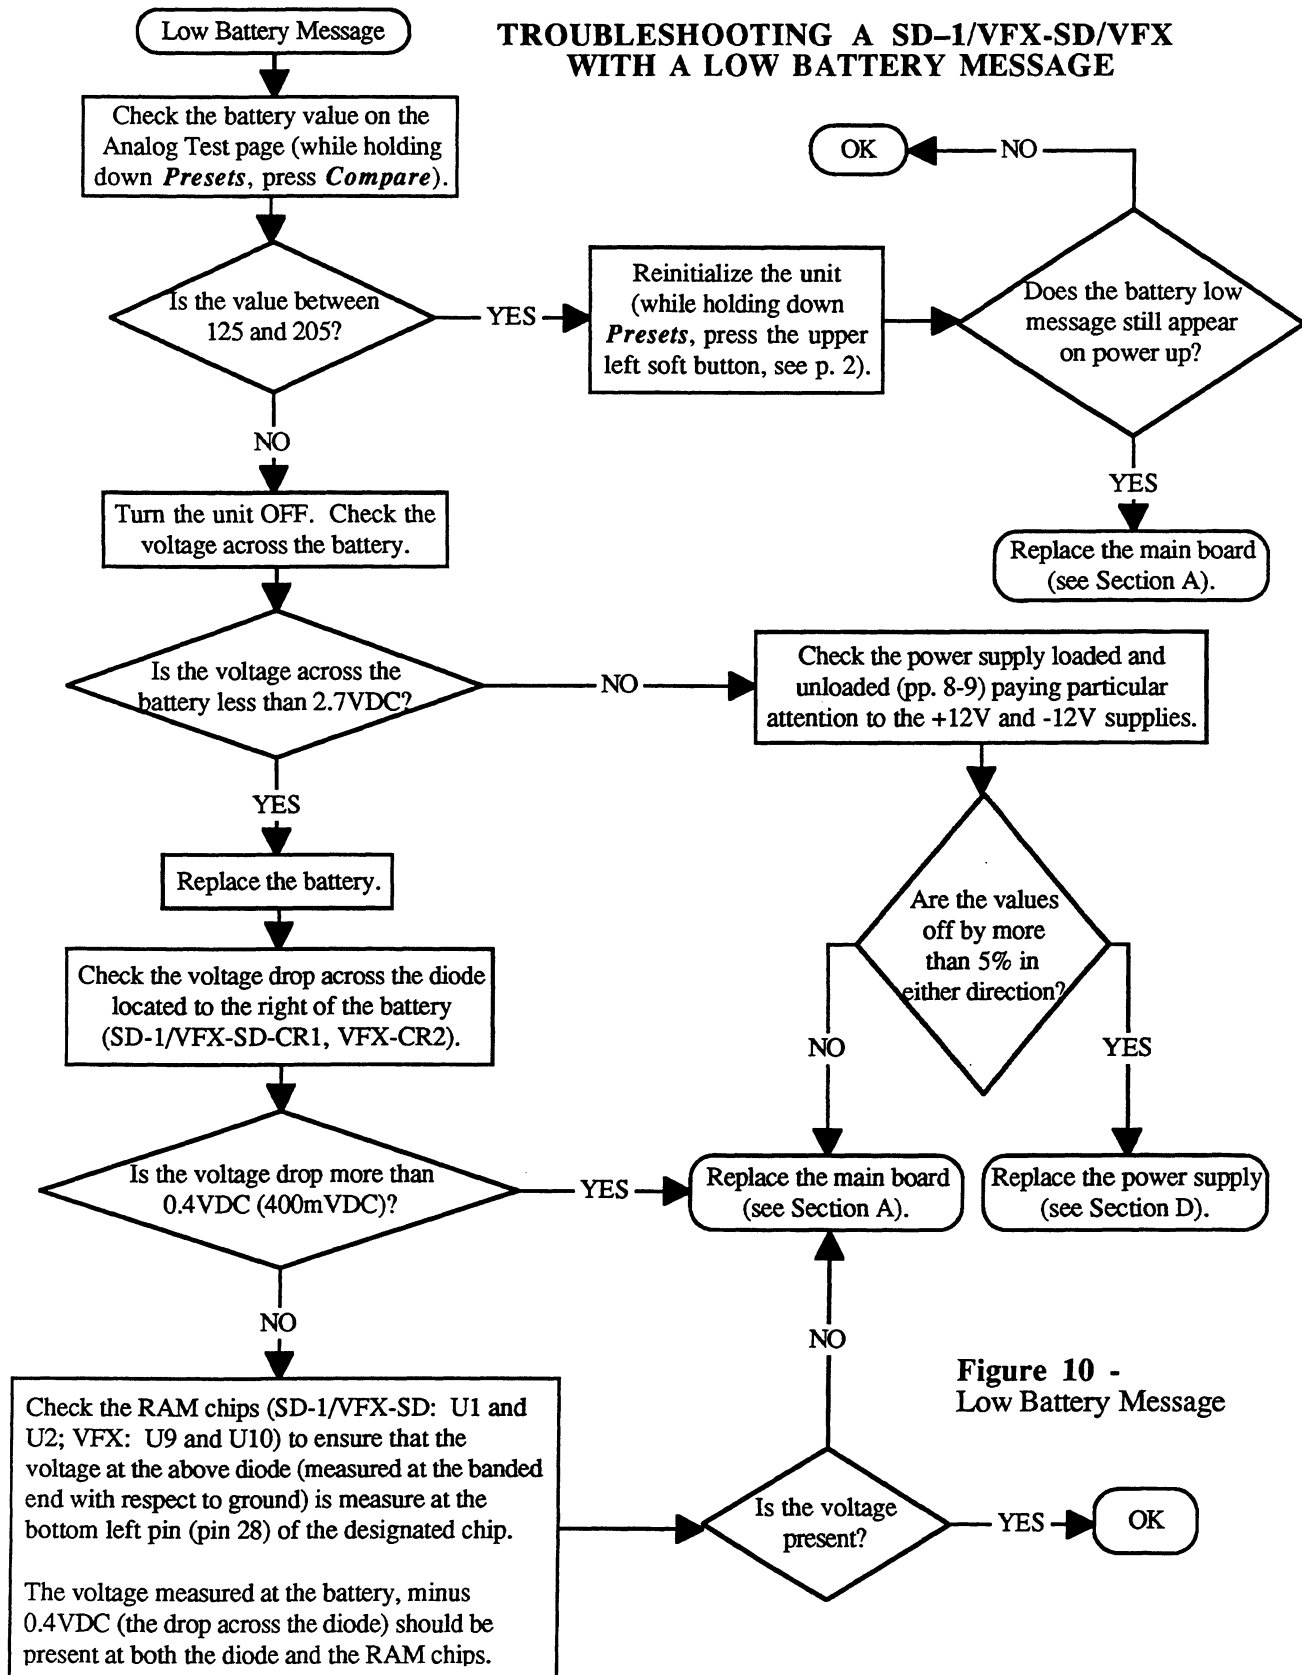 Low Battery Message
TROUBLESHOOTING A SD–1/VFX-SD/VFX
WITH A LOW BATTERY MESSAGE
Check the battery value on the
Analog Test page (while holding
down Presets, press Compare).
OK
NO
Is the value between
125 and 205?
YES
Reinitialize the unit
(while holding down
Presets, press the upper
left soft button, see p. 2).
Does the battery low
message still appear
on power up?
NO
YES
Turn the unit OFF. Check the
voltage across the battery.
Replace the main board
(see Section A).
Is the voltage across the
battery less than 2.7VDC?
NO
Check the power supply loaded and
unloaded (pp. 8-9) paying particular
attention to the +12V and -12V supplies.
YES
Replace the battery.
Are the values
off by more
than 5% in
either direction?
Check the voltage drop across the diode
located to the right of the battery
(SD-1/VFX-SD-CR1, VFX-CR2).
NO
YES
Is the voltage drop more than
0.4VDC (400mVDC)?
YES
Replace the main board
(see Section A).
Replace the power supply
(see Section D).
NO
NO
Figure 10 -
Low Battery Message
Check the RAM chips (SD-1/VFX-SD: U1 and
U2; VFX: U9 and U10) to ensure that the
voltage at the above diode (measured at the banded
end with respect to ground) is measure at the
bottom left pin (pin 28) of the designated chip.
The voltage measured at the battery, minus
0.4VDC (the drop across the diode) should be
present at both the diode and the RAM chips.
Is the voltage
present?
YES
OK